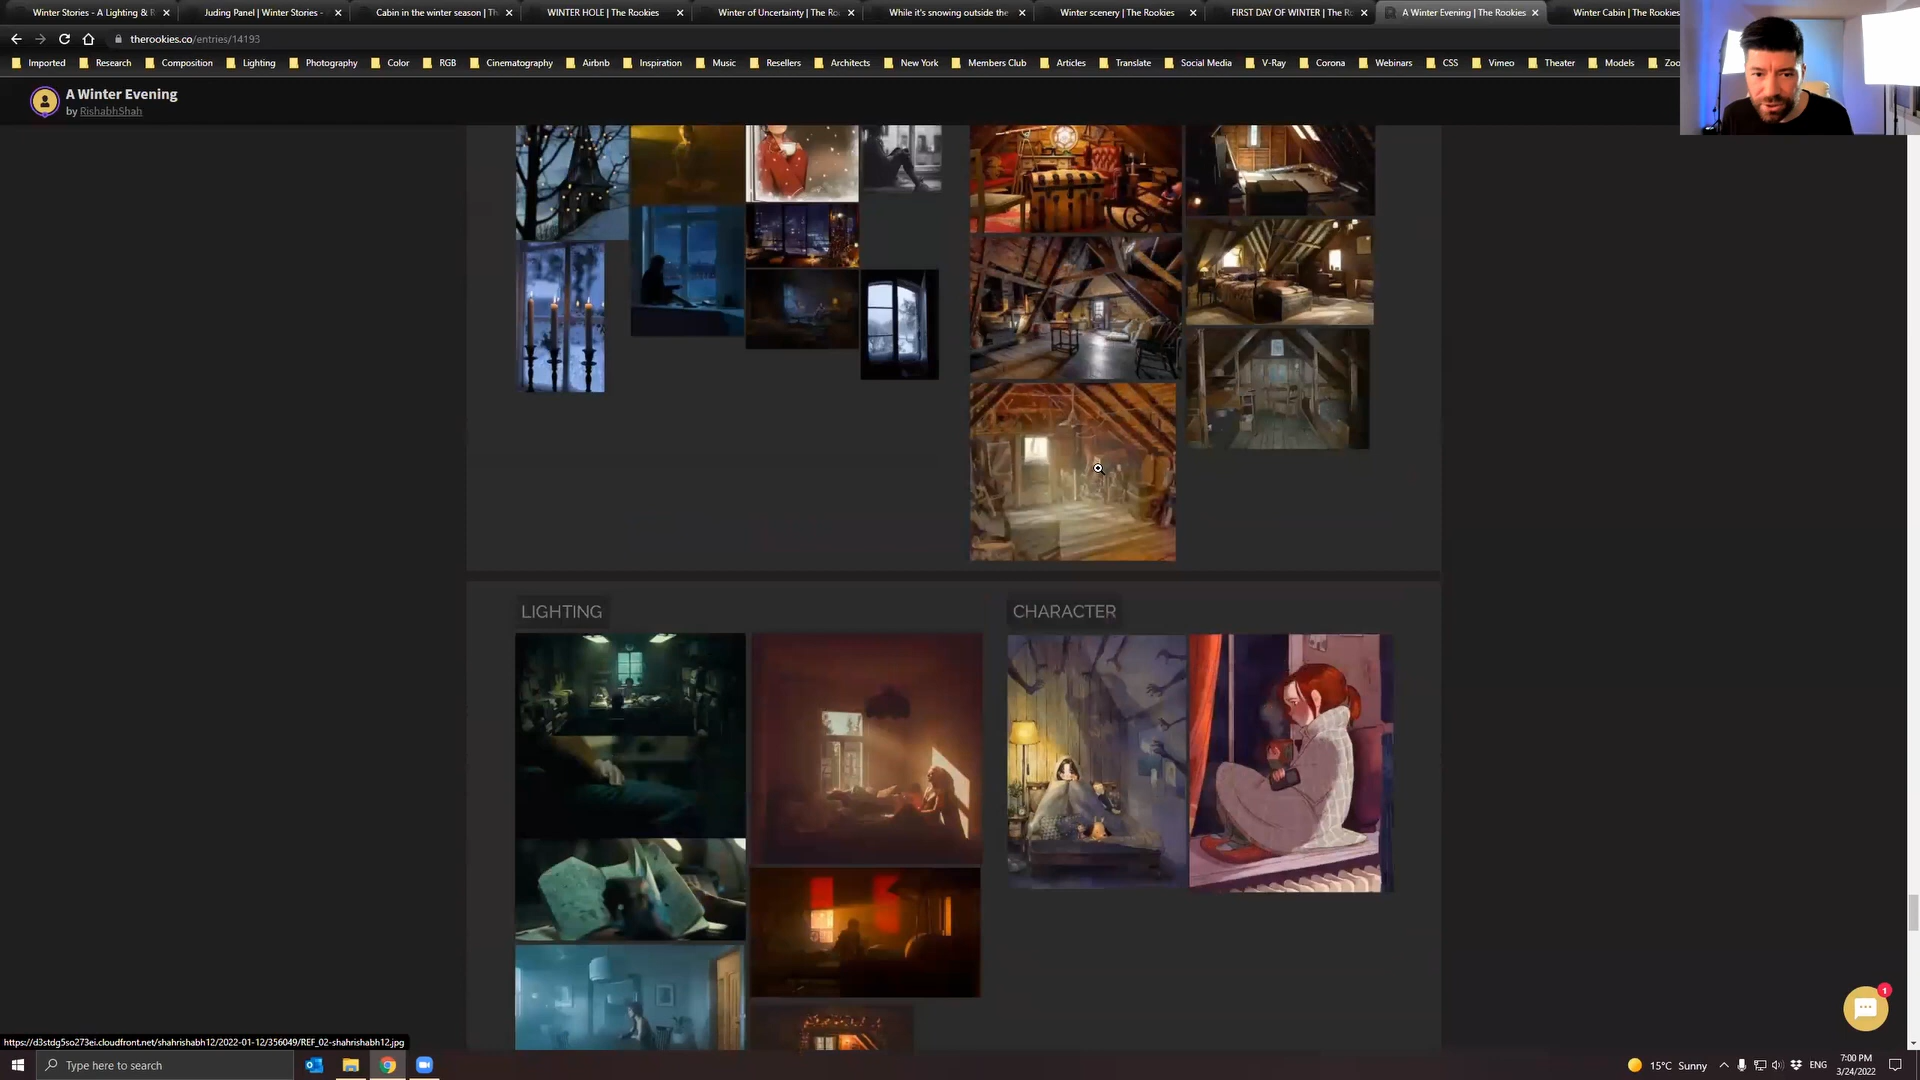 Winter Stories - A Lighting & R
Juding Panel | Winter Stories -
Cabin in the winter season | Th
WINTER HOLE | The Rookies
Winter of Uncertainty | The Roo
While it's snowing outside the
Winter scenery | The Rookies
FIRST DAY OF WINTER | The R
A Winter Evening | The Rookies
Winter Cabin | The Rookies
therookies.co/entries/14193
Imported
Research
Composition
Lighting
Photography
Color
RGB
Cinematography
Airbnb
Inspiration
Music
Resellers
Architects
New York
Members Club
Articles
Translate
Social Media
V-Ray
Corona
Webinars
CSS
Vimeo
Theater
Models
Zoo
A Winter Evening
by RishabhShah
LIGHTING
CHARACTER
1
https://d3stdg5so273ei.cloudfront.net/shahrishabh12/2022-01-12/356049/REF_02-shahrishabh12.jpg
Type here to search
15°C Sunny
ENG
7:00 PM
3/24/2022